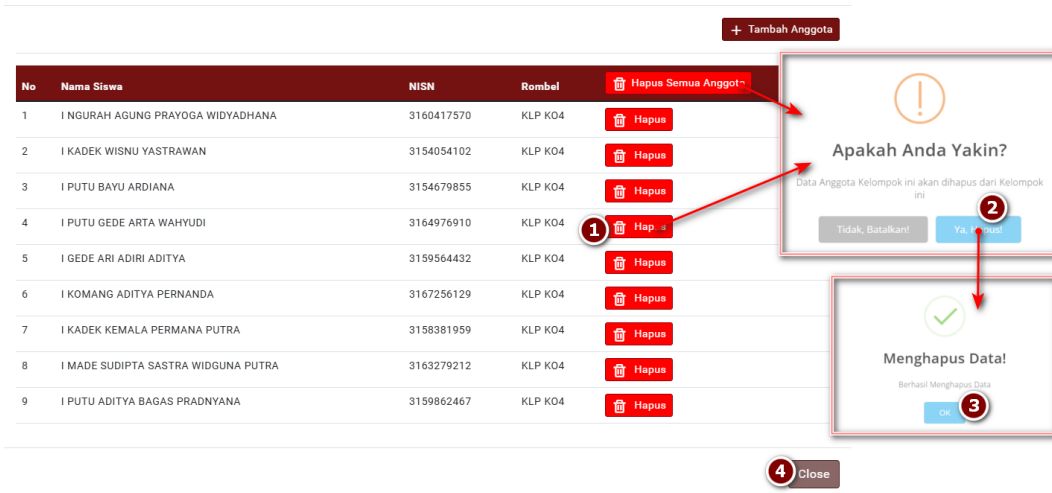 + Tambah Anggota
No Nama Siswa NISN Rombel Hapus Semua Anggota
1 I NGURAH AGUNG PRAYOGA WIDYADHANA 3160417570 KLP KO4 Hapus
2 I KADEK WISNU YASTRAWAN 3154054102 KLP KO4 Hapus
3 I PUTU BAYU ARDIANA 3154679855 KLP KO4 Hapus
4 I PUTU GEDE ARTA WAHYUDI 3164976910 KLP KO4 1 Hapus
5 I GEDE ARI ADIRI ADITYA 3159564432 KLP KO4 Hapus
6 I KOMANG ADITYA PERNANDA 3167256129 KLP KO4 Hapus
7 I KADEK KEMALA PERMANA PUTRA 3158381959 KLP KO4 Hapus
8 I MADE SUDIPTA SASTRA WIDGUNA PUTRA 3163279212 KLP KO4 Hapus
9 I PUTU ADITYA BAGAS PRADNYANA 3159862467 KLP KO4 Hapus
Apakah Anda Yakin?
Data Anggota Kelompok ini akan dihapus dari Kelompok
ini
2
Tidak, Batalkan! Ya, Hapus!
Menghapus Data!
Berhasil Menghapus Data
OK 3
4 Close